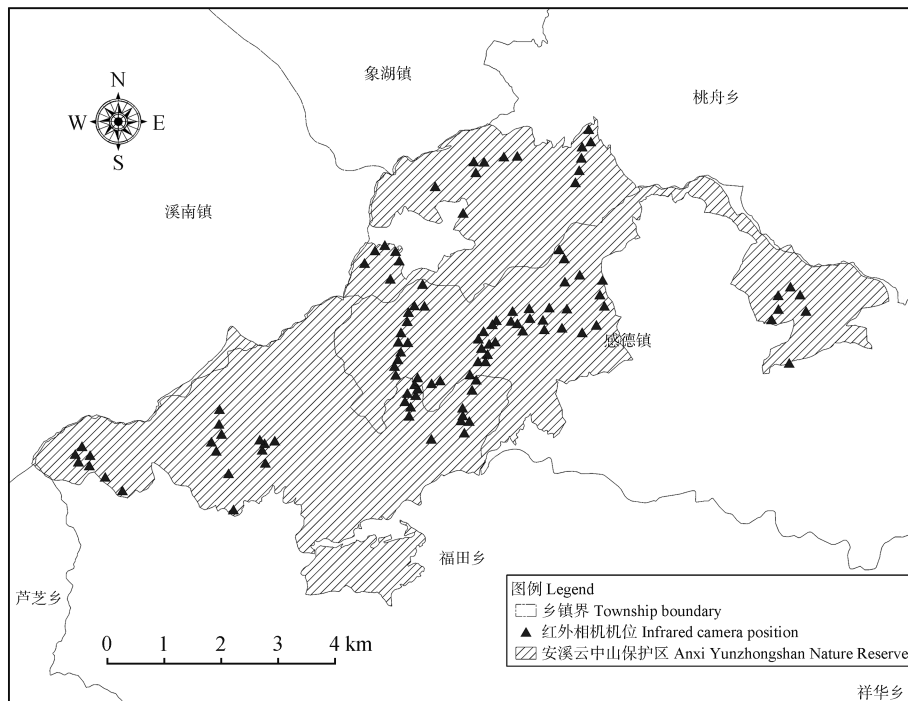 象湖镇
桃舟乡
N
W E
S
溪南镇
感德镇
福田乡
芦芝乡
图例 Legend
乡镇界 Township boundary
红外相机机位 Infrared camera position
安溪云中山保护区 Anxi Yunzhongshan Nature Reserve
0 1 2 3 4 km
祥华乡